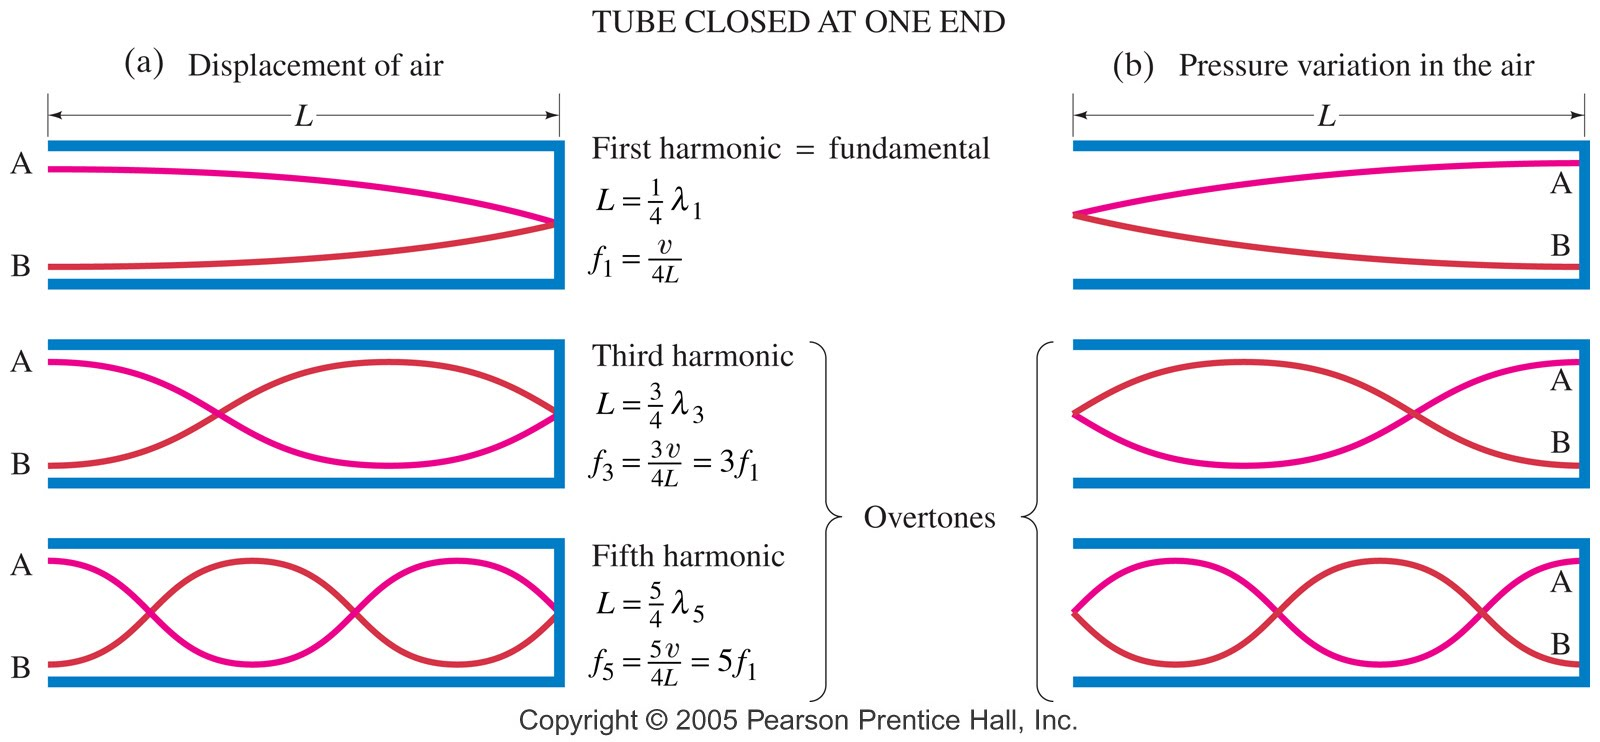 TUBE CLOSED AT ONE END
(a) Displacement of air
(b) Pressure variation in the air
L
L
A
B
First harmonic = fundamental
L = 1/4 λ₁
f₁ = v/4L
A
B
A
B
Third harmonic
L = 3/4 λ₃
f₃ = 3v/4L = 3f₁
A
B
Overtones
A
B
Fifth harmonic
L = 5/4 λ₅
f₅ = 5v/4L = 5f₁
A
B
Copyright © 2005 Pearson Prentice Hall, Inc.